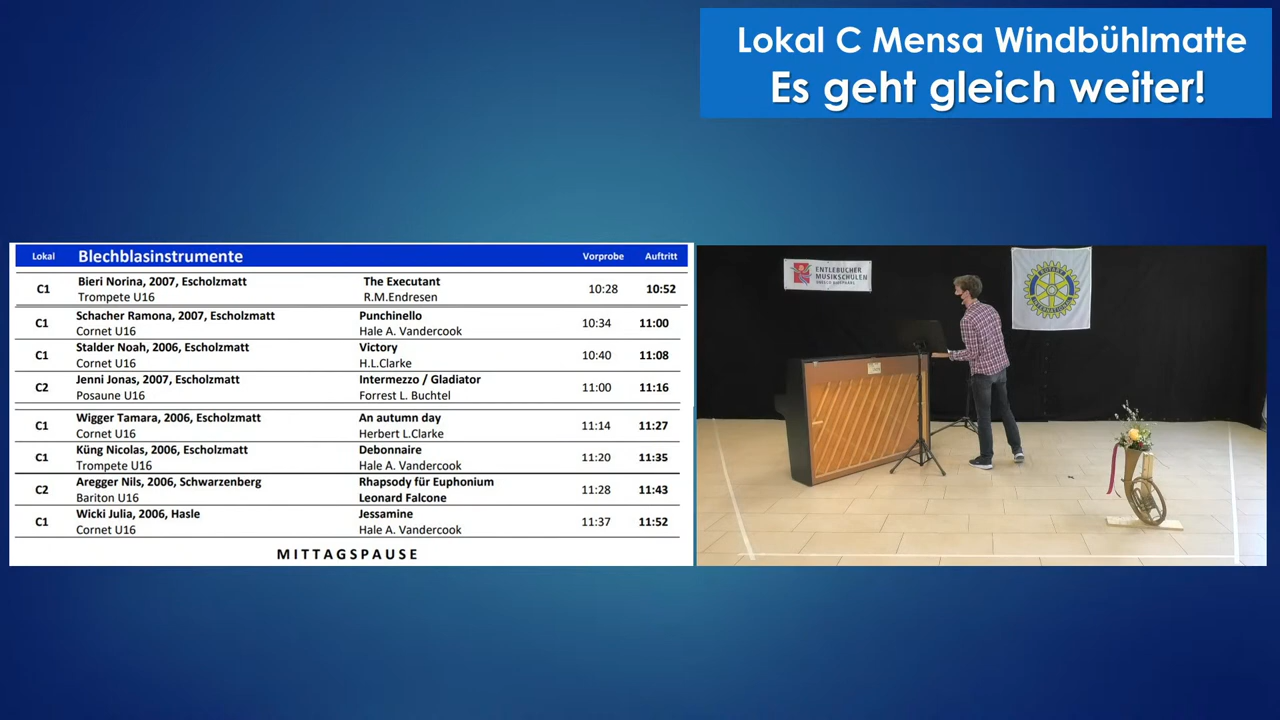 Lokal C Mensa Windbühlmatte
Es geht gleich weiter!
Lokal Blechblasinstrumente Vorprobe Auftritt
C1 Bieri Norina, 2007, Escholzmatt The Executant 10:28 10:52
Trompete U16 R.M.Endresen
C1 Schacher Ramona, 2007, Escholzmatt Punchinello 10:34 11:00
Cornet U16 Hale A. Vandercook
C1 Stalder Noah, 2006, Escholzmatt Victory 10:40 11:08
Cornet U16 H.L.Clarke
C2 Jenni Jonas, 2007, Escholzmatt Intermezzo / Gladiator 11:00 11:16
Posaune U16 Forrest L. Buchtel
C1 Wigger Tamara, 2006, Escholzmatt An autumn day 11:14 11:27
Cornet U16 Herbert L.Clarke
C1 Küng Nicolas, 2006, Escholzmatt Debonnaire 11:20 11:35
Trompete U16 Hale A. Vandercook
C2 Aregger Nils, 2006, Schwarzenberg Rhapsody für Euphonium 11:28 11:43
Bariton U16 Leonard Falcone
C1 Wicki Julia, 2006, Hasle Jessamine 11:37 11:52
Cornet U16 Hale A. Vandercook
MITTAGSPAUSE
ENTLEBUCHER
MUSIKSCHULEN
ROTARY
INTERNATIONAL